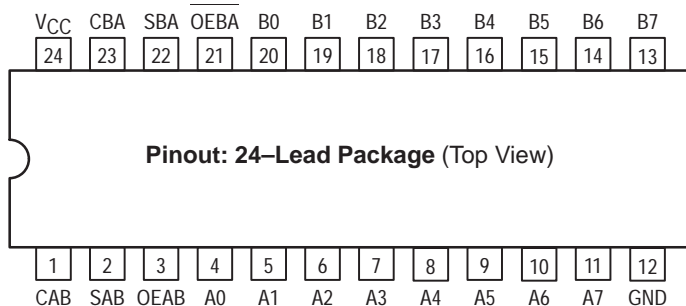 VCC CBA SBA OEBA B0 B1 B2 B3 B4 B5 B6 B7
24 23 22 21 20 19 18 17 16 15 14 13
Pinout: 24–Lead Package (Top View)
1 2 3 4 5 6 7 8 9 10 11 12
CAB SAB OEAB A0 A1 A2 A3 A4 A5 A6 A7 GND